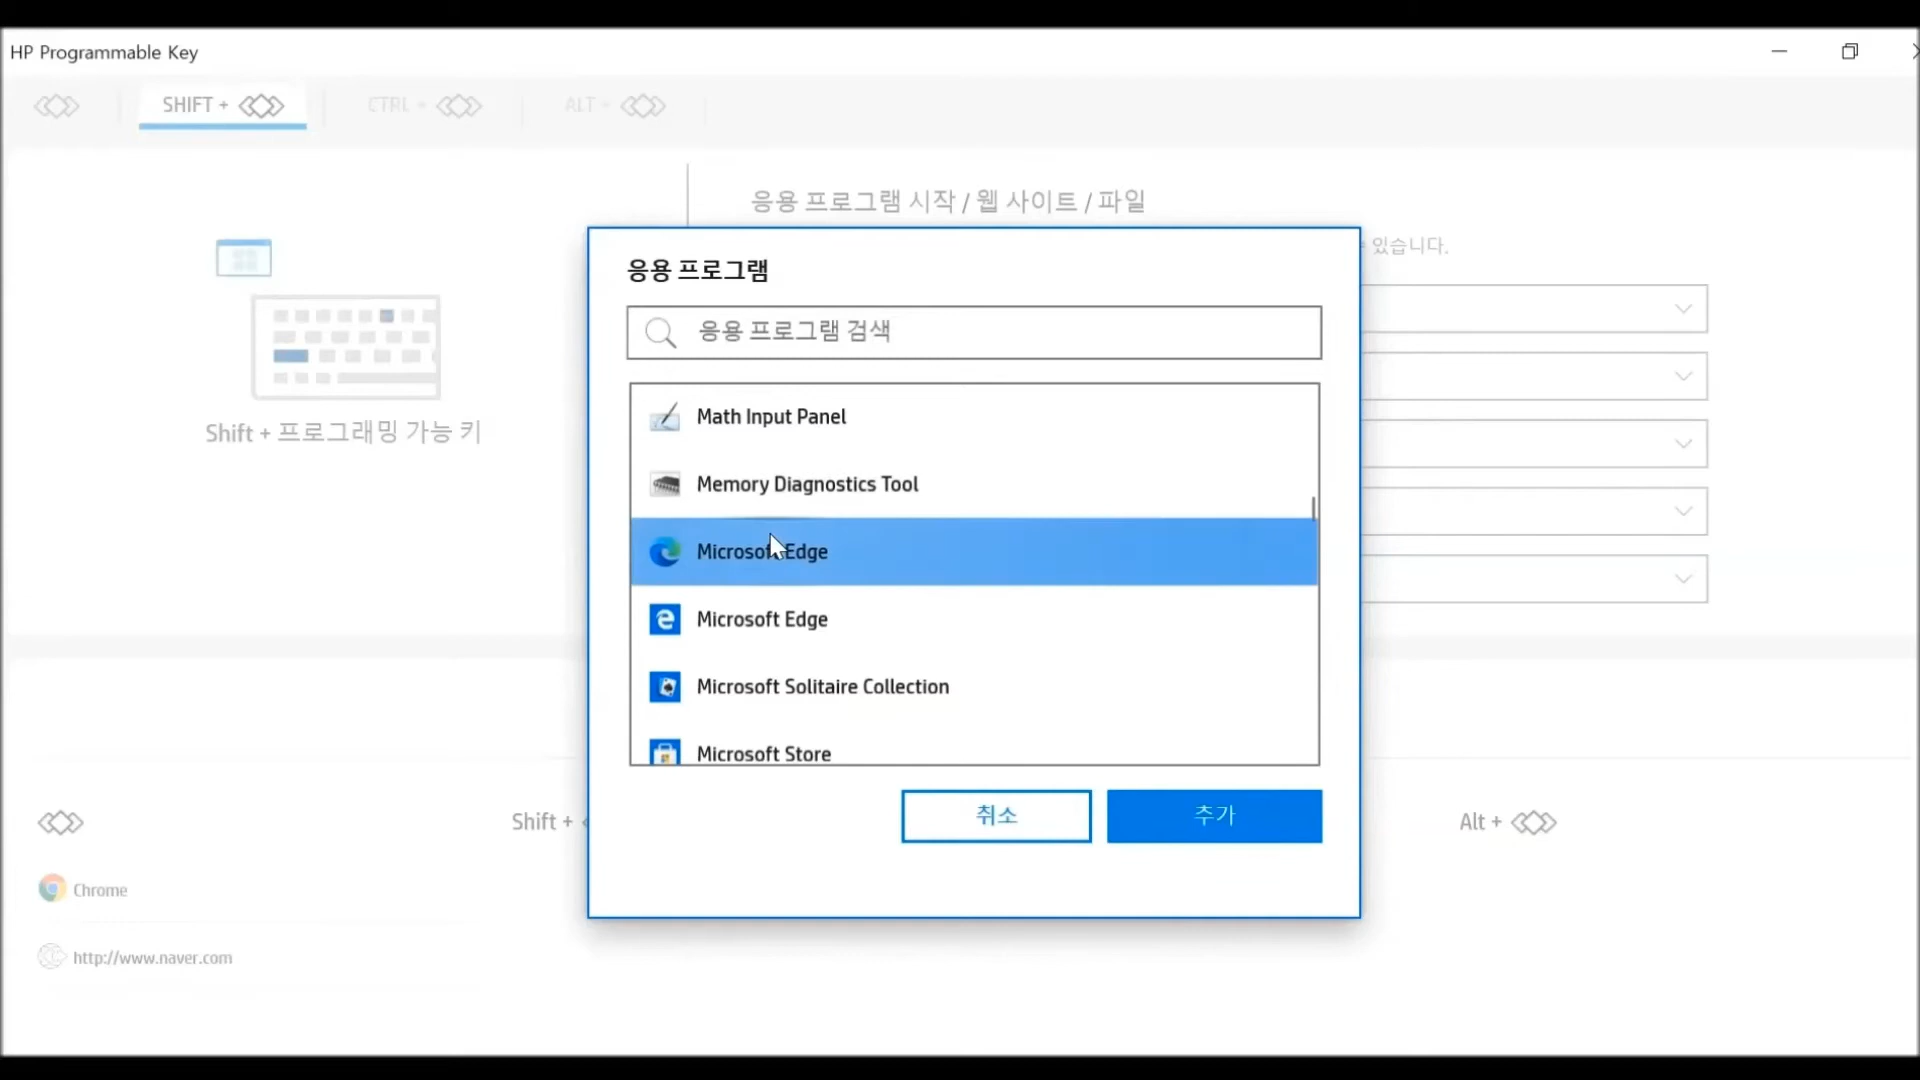 HP Programmable Key
SHIFT +
CTRL +
ALT +
응용 프로그램 시작 / 웹 사이트 / 파일
있습니다.
응용 프로그램
응용 프로그램 검색
Math Input Panel
Memory Diagnostics Tool
Microsoft Edge
Microsoft Edge
Microsoft Solitaire Collection
Microsoft Store
취소
추가
Shift + 프로그래밍 가능 키
Shift +
Alt +
Chrome
http://www.naver.com